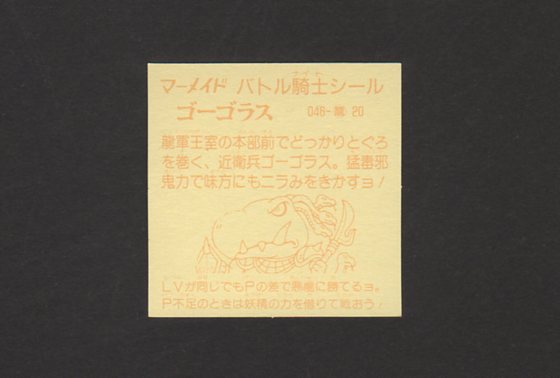 マーメイド バトル騎士シール
ナイト
ゴーゴラス 046-龍 20
龍軍王室の本部前でどっかりとぐろ
を巻く、近衛兵ゴーゴラス。猛毒邪
鬼力で味方にもニラみをきかすョ!
LVが同じでもPの差で悪魔に勝てるョ。
P不足のときは妖精の力を借りて戦おう!